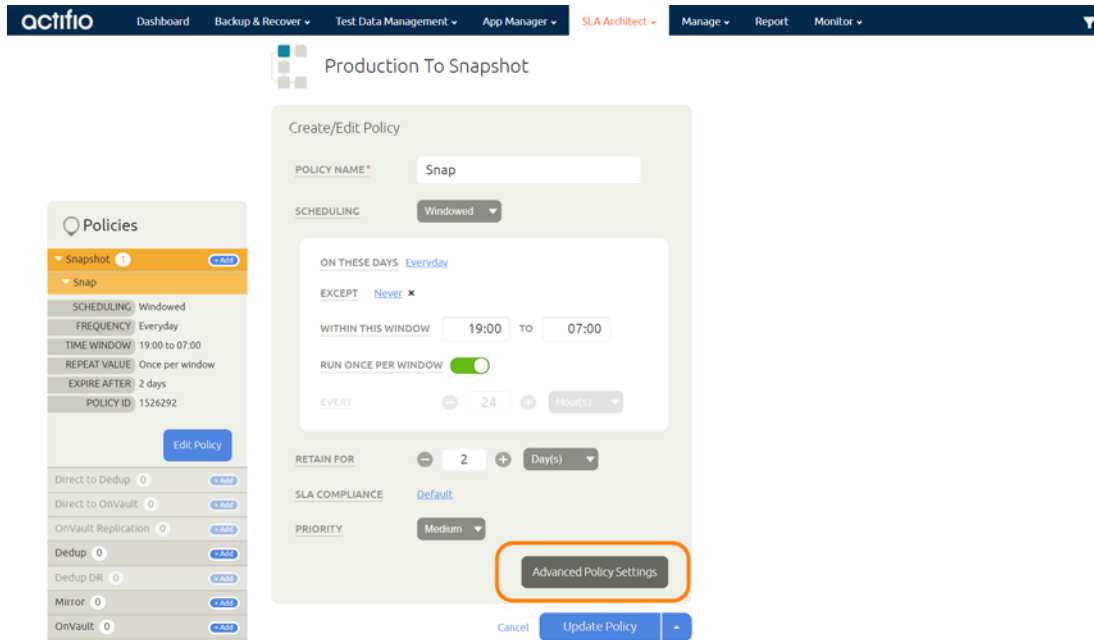 actifio Dashboard Backup & Recover Test Data Management App Manager SLA Architect Manage Report Monitor
Production To Snapshot
Create/Edit Policy
POLICY NAME* Snap
SCHEDULING Windowed
ON THESE DAYS Everyday
EXCEPT Never ×
WITHIN THIS WINDOW 19:00 TO 07:00
RUN ONCE PER WINDOW
EVERY 24 Hour(s)
RETAIN FOR 2 Day(s)
SLA COMPLIANCE Default
PRIORITY Medium
Advanced Policy Settings
Cancel Update Policy
Policies
Snapshot 1 + Add
Snap
SCHEDULING Windowed
FREQUENCY Everyday
TIME WINDOW 19:00 to 07:00
REPEAT VALUE Once per window
EXPIRE AFTER 2 days
POLICY ID 1526292
Edit Policy
Direct to Dedup 0 + Add
Direct to OnVault 0 + Add
OnVault Replication 0 + Add
Dedup 0 + Add
Dedup DR 0 + Add
Mirror 0 + Add
OnVault 0 + Add